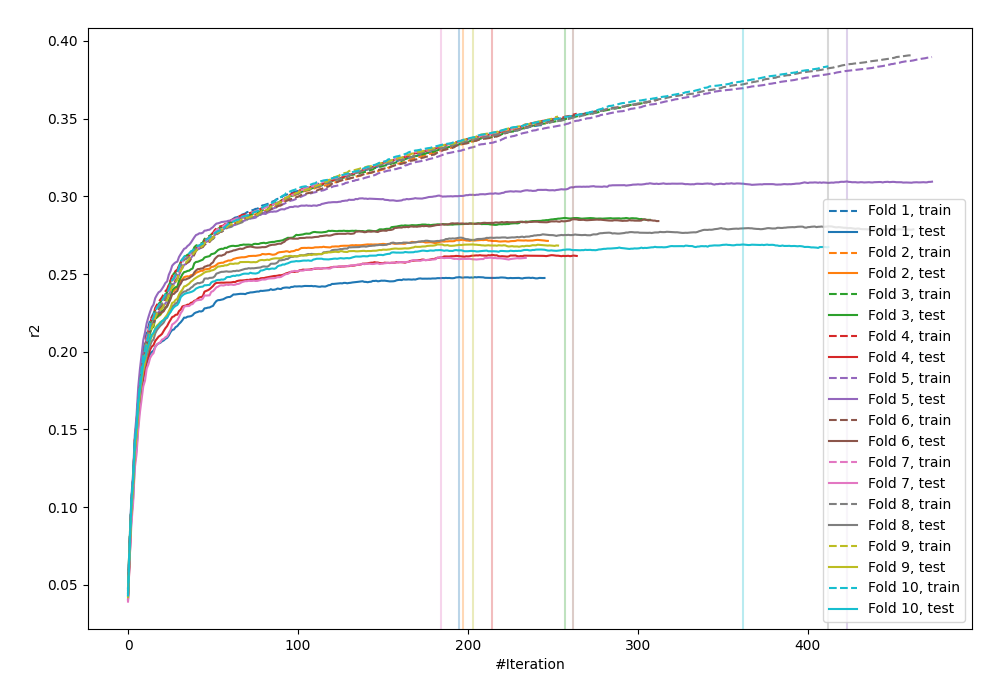 0.40
0.35
0.30
0.25
0.20
0.15
0.10
0.05
r2
0
100
200
300
400
#Iteration
Fold 1, train
Fold 1, test
Fold 2, train
Fold 2, test
Fold 3, train
Fold 3, test
Fold 4, train
Fold 4, test
Fold 5, train
Fold 5, test
Fold 6, train
Fold 6, test
Fold 7, train
Fold 7, test
Fold 8, train
Fold 8, test
Fold 9, train
Fold 9, test
Fold 10, train
Fold 10, test